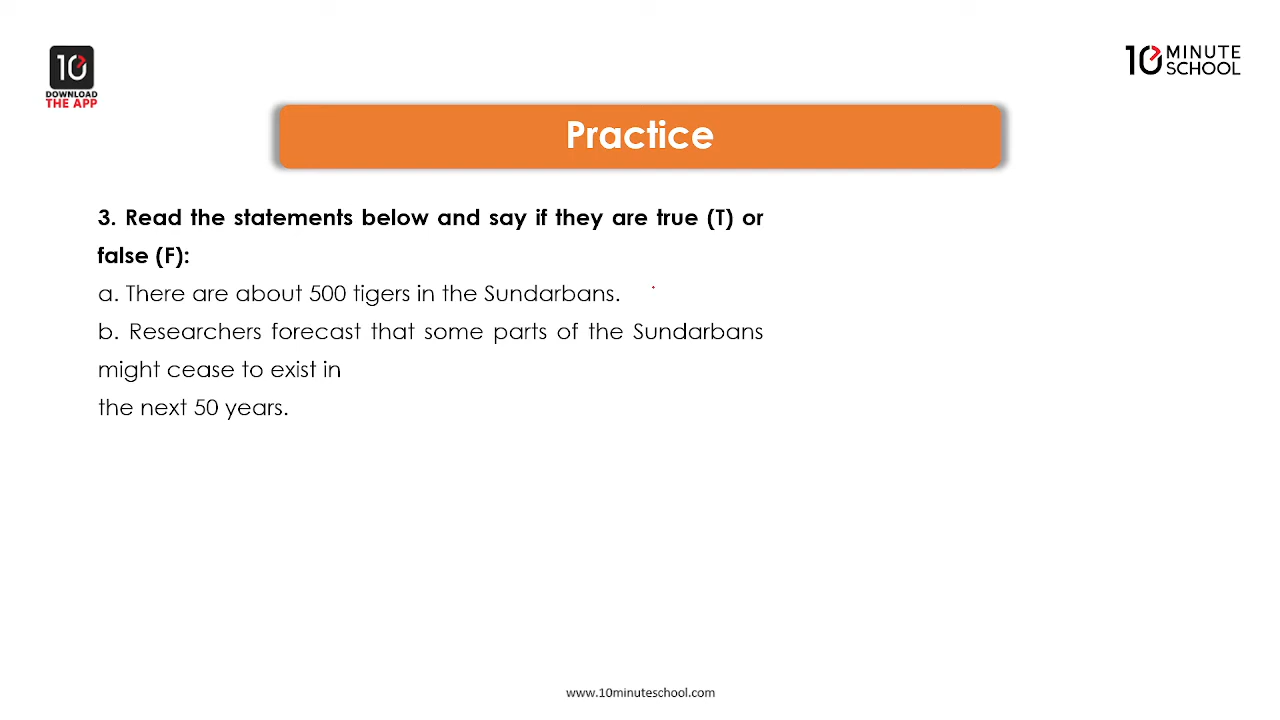 10
DOWNLOAD
THE APP
10 MINUTE
SCHOOL
Practice
3. Read the statements below and say if they are true (T) or
false (F):
a. There are about 500 tigers in the Sundarbans.
b. Researchers forecast that some parts of the Sundarbans
might cease to exist in
the next 50 years.
www.10minuteschool.com